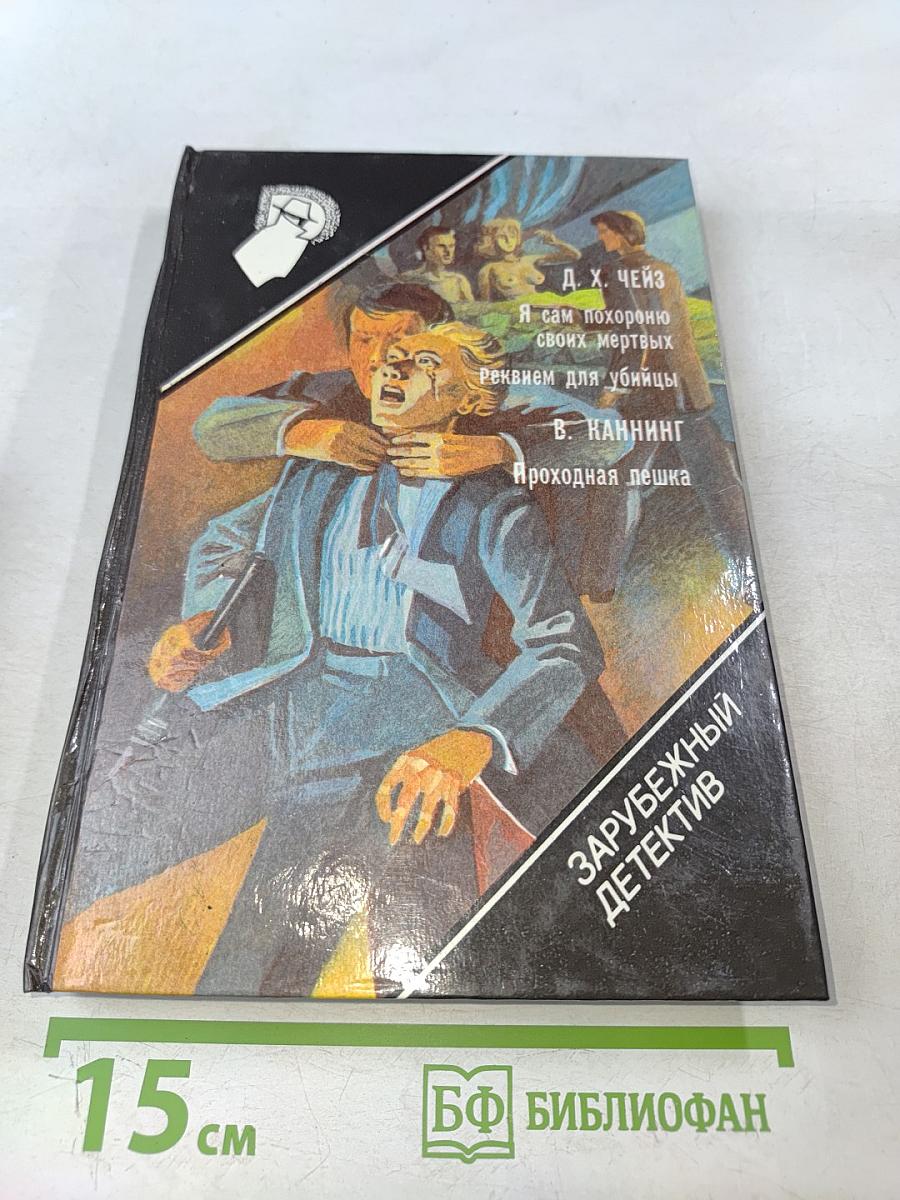 Д. Х. ЧЕЙЗ
Я сам похороню
своих мертвых
Реквием для убийцы
В. КАННИНГ
Проходная пешка
ЗАРУБЕЖНЫЙ
ДЕТЕКТИВ
15 см
БФ БИБЛИОФАН